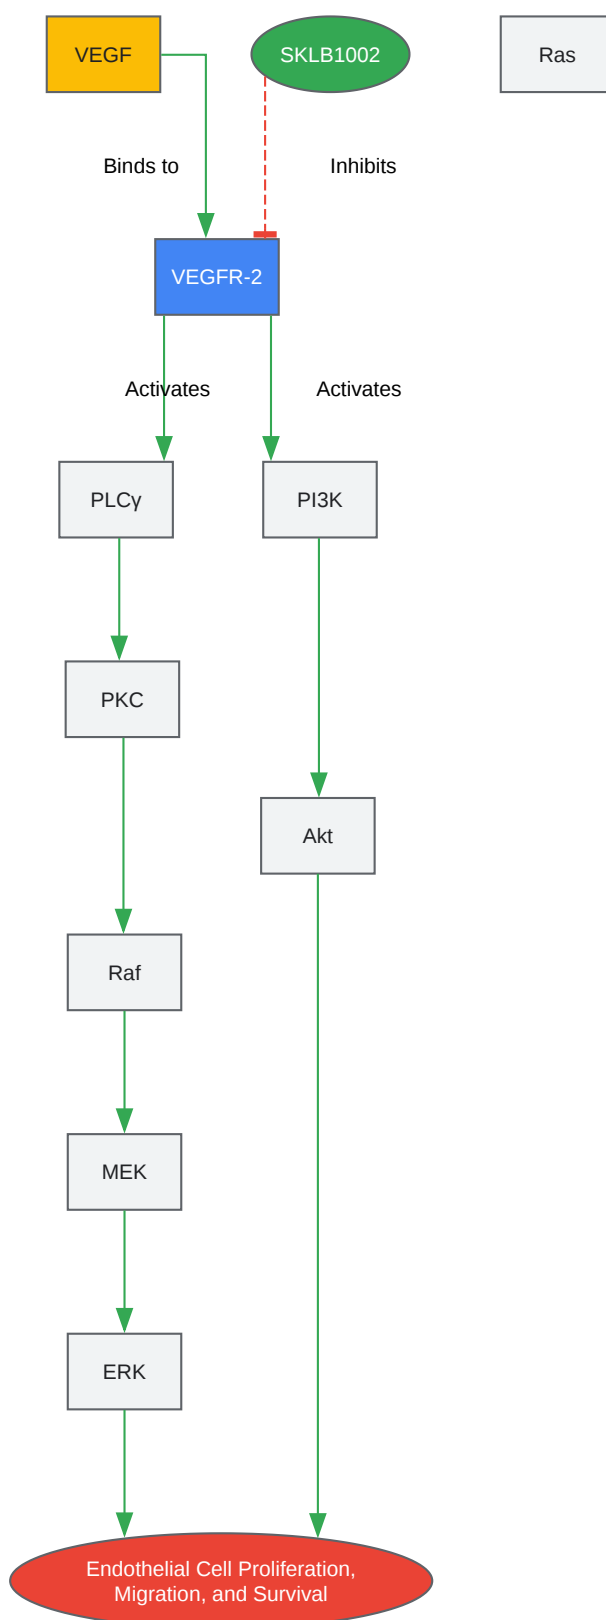 VEGF
SKLB1002
Ras
Binds to
Inhibits
VEGFR-2
Activates
Activates
PLCγ
PI3K
PKC
Akt
Raf
MEK
ERK
Endothelial Cell Proliferation,
Migration, and Survival